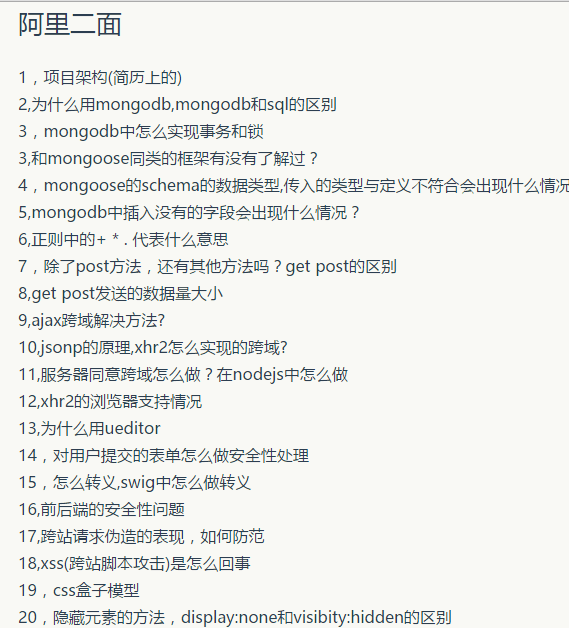 阿里二面
1，项目架构(简历上的)
2,为什么用mongodb,mongodb和sql的区别
3，mongodb中怎么实现事务和锁
3,和mongoose同类的框架有没有了解过？
4，mongoose的schema的数据类型,传入的类型与定义不符合会出现什么情况
5,mongodb中插入没有的字段会出现什么情况？
6,正则中的+ * . 代表什么意思
7，除了post方法，还有其他方法吗？get post的区别
8,get post发送的数据量大小
9,ajax跨域解决方法?
10,jsonp的原理,xhr2怎么实现的跨域?
11,服务器同意跨域怎么做？在nodejs中怎么做
12,xhr2的浏览器支持情况
13,为什么用ueditor
14，对用户提交的表单怎么做安全性处理
15，怎么转义,swig中怎么做转义
16,前后端的安全性问题
17,跨站请求伪造的表现，如何防范
18,xss(跨站脚本攻击)是怎么回事
19，css盒子模型
20，隐藏元素的方法，display:none和visibity:hidden的区别